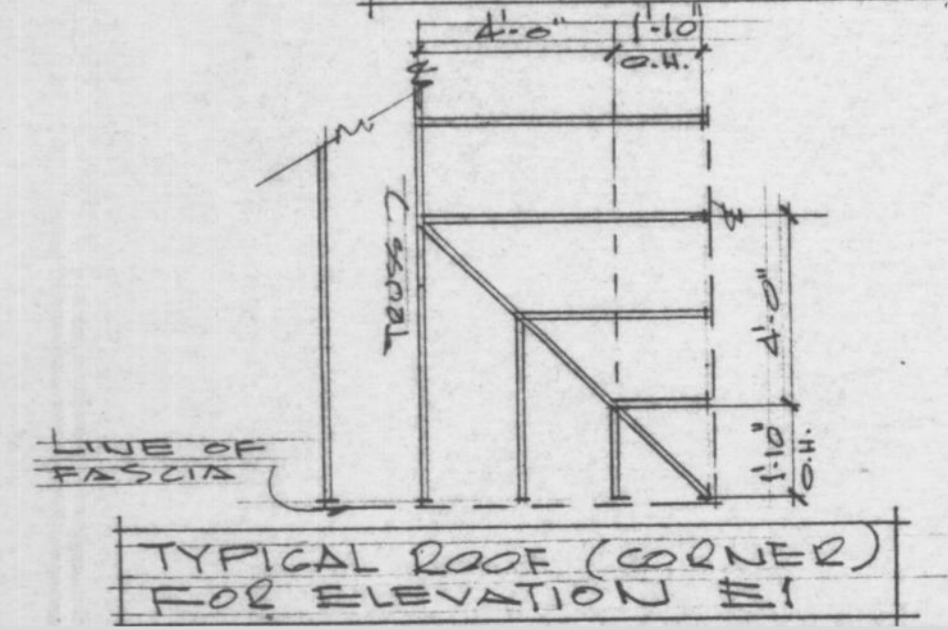 4'-0" 1'-10"
O.H.
TRUSS C
4'-0"
1'-10"
O.H.
LINE OF
FASCIA
TYPICAL ROOF (CORNER)
FOR ELEVATION E1